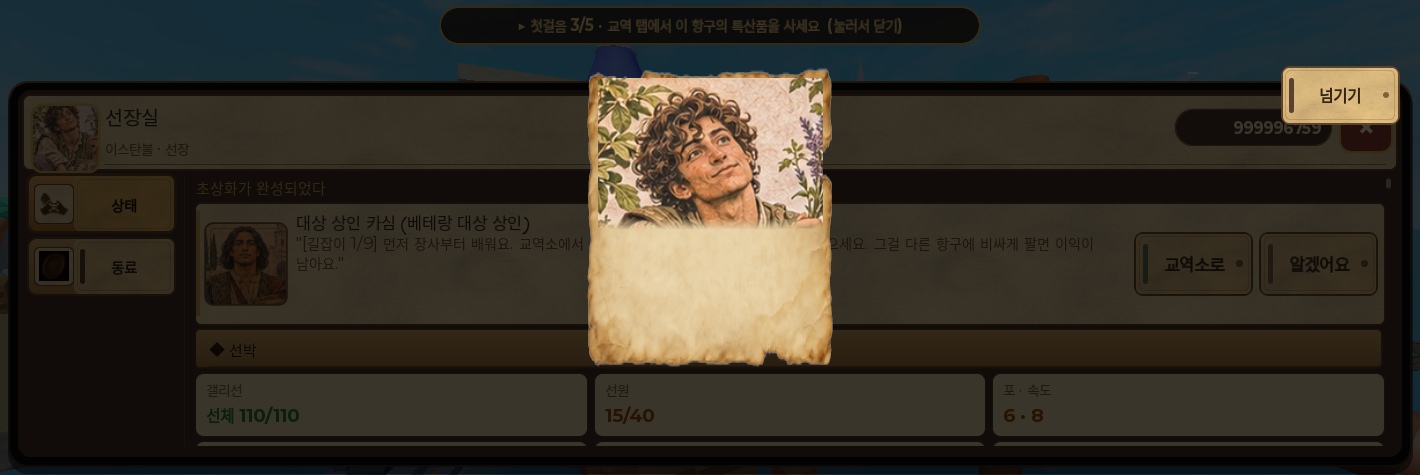 ▸ 첫걸음 3/5 · 교역 탭에서 이 항구의 특산품을 사세요 (눌러서 닫기)
넘기기
선장실
이스탄불 · 선장
999996759
상태
동료
초상화가 완성되었다
대상 상인 카심 (베테랑 대상 상인)
"[길잡이 1/9] 먼저 장사부터 배워요. 교역소에서
으세요. 그걸 다른 항구에 비싸게 팔면 이익이
남아요."
교역소로
알겠어요
◆ 선박
갤리선
선체 110/110
선원
15/40
포 · 속도
6 · 8